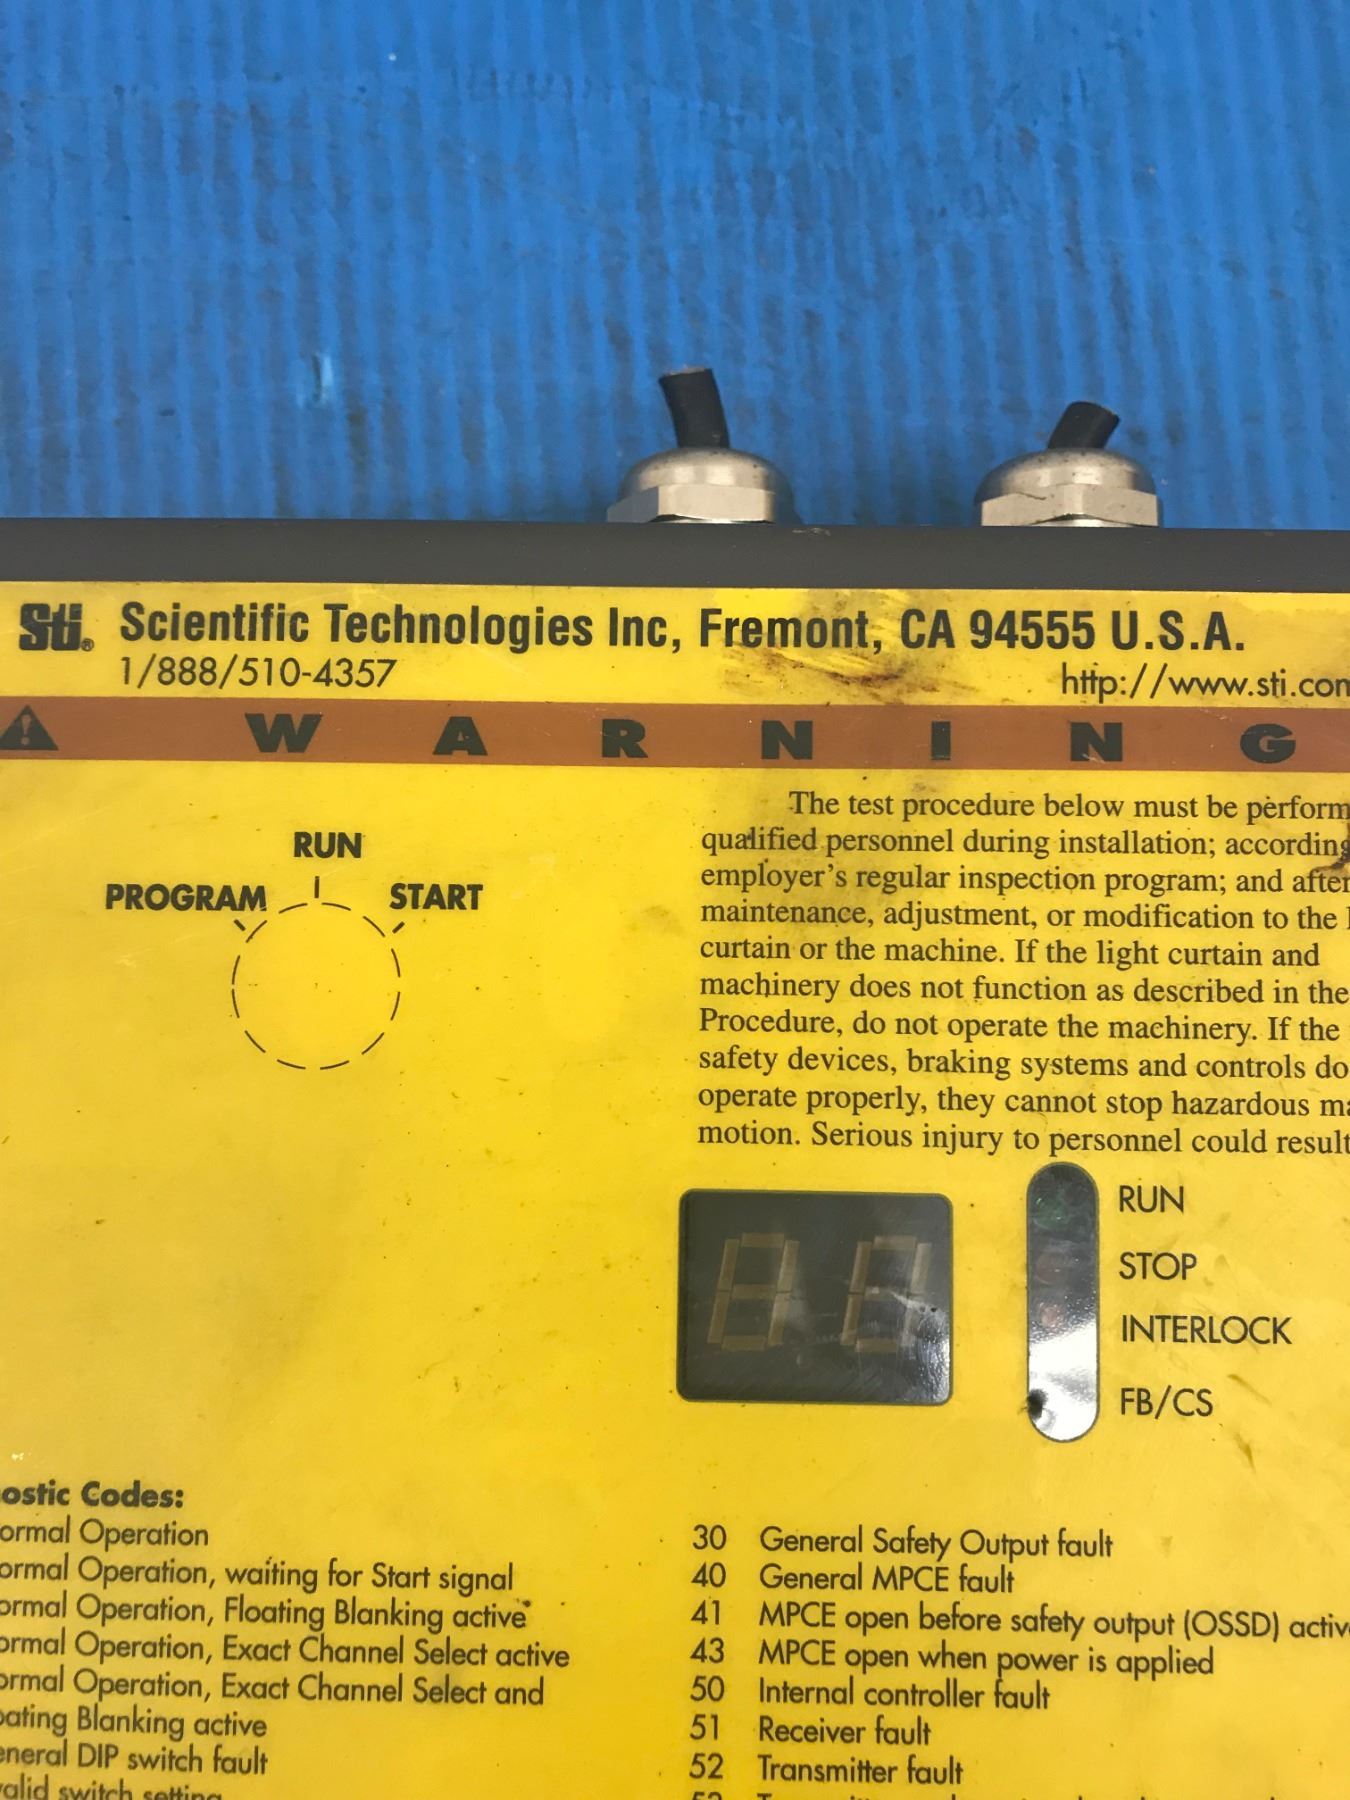 Sti® Scientific Technologies Inc, Fremont, CA 94555 U.S.A.
1/888/510-4357
http://www.sti.com
WARNING
RUN
PROGRAM
START
The test procedure below must be perform
qualified personnel during installation; according
employer's regular inspection program; and after
maintenance, adjustment, or modification to the
curtain or the machine. If the light curtain and
machinery does not function as described in the
Procedure, do not operate the machinery. If the
safety devices, braking systems and controls do
operate properly, they cannot stop hazardous ma
motion. Serious injury to personnel could result
RUN
STOP
INTERLOCK
FB/CS
ostic Codes:
ormal Operation
ormal Operation, waiting for Start signal
ormal Operation, Floating Blanking active
ormal Operation, Exact Channel Select active
ormal Operation, Exact Channel Select and
oating Blanking active
eneral DIP switch fault
valid switch setting
30 General Safety Output fault
40 General MPCE fault
41 MPCE open before safety output (OSSD) active
43 MPCE open when power is applied
50 Internal controller fault
51 Receiver fault
52 Transmitter fault
53